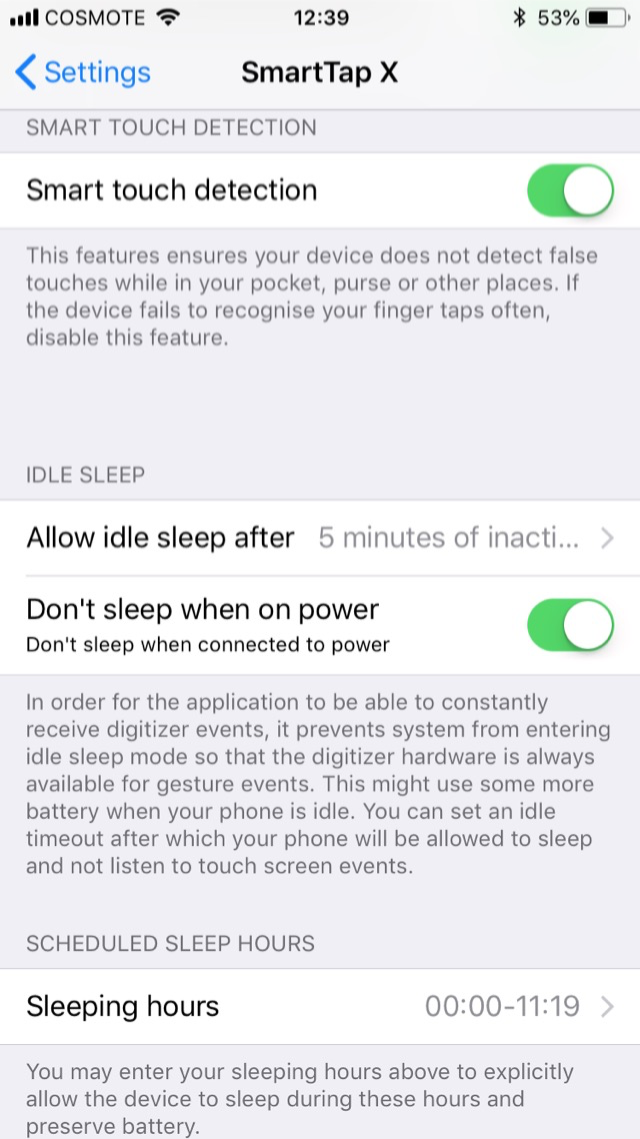 COSMOTE 12:39 53%
Settings SmartTap X
SMART TOUCH DETECTION
Smart touch detection
This features ensures your device does not detect false
touches while in your pocket, purse or other places. If
the device fails to recognise your finger taps often,
disable this feature.
IDLE SLEEP
Allow idle sleep after 5 minutes of inacti...
Don't sleep when on power
Don't sleep when connected to power
In order for the application to be able to constantly
receive digitizer events, it prevents system from entering
idle sleep mode so that the digitizer hardware is always
available for gesture events. This might use some more
battery when your phone is idle. You can set an idle
timeout after which your phone will be allowed to sleep
and not listen to touch screen events.
SCHEDULED SLEEP HOURS
Sleeping hours 00:00-11:19
You may enter your sleeping hours above to explicitly
allow the device to sleep during these hours and
preserve battery.